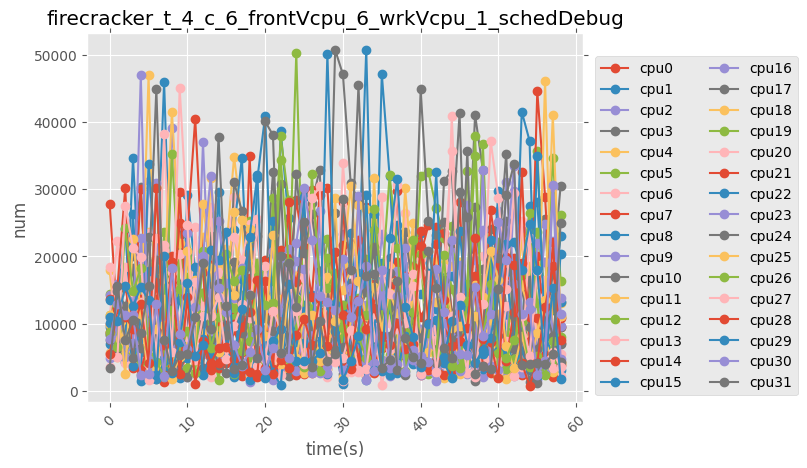 firecracker_t_4_c_6_frontVcpu_6_wrkVcpu_1_schedDebug
50000
40000
30000
20000
10000
0
num
0
10
20
30
40
50
60
time(s)
cpu0
cpu1
cpu2
cpu3
cpu4
cpu5
cpu6
cpu7
cpu8
cpu9
cpu10
cpu11
cpu12
cpu13
cpu14
cpu15
cpu16
cpu17
cpu18
cpu19
cpu20
cpu21
cpu22
cpu23
cpu24
cpu25
cpu26
cpu27
cpu28
cpu29
cpu30
cpu31